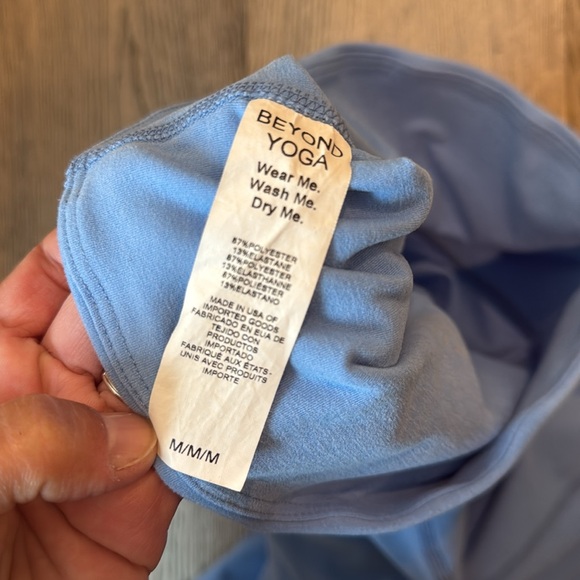 BEYOND
YOGA
Wear Me.
Wash Me.
Dry Me.
87%POLYESTER
13%ELASTANE
87%POLYESTER
13%ELASTHANNE
87%POLIÉSTER
13%ELASTANO
MADE IN USA OF
IMPORTED GOODS
FABRICADO EN EUA DE
TEJIDO CON
PRODUCTOS
IMPORTADO
FABRIQUÉ AUX ÉTATS-
UNIS AVEC PRODUITS
IMPORTE
M/M/M